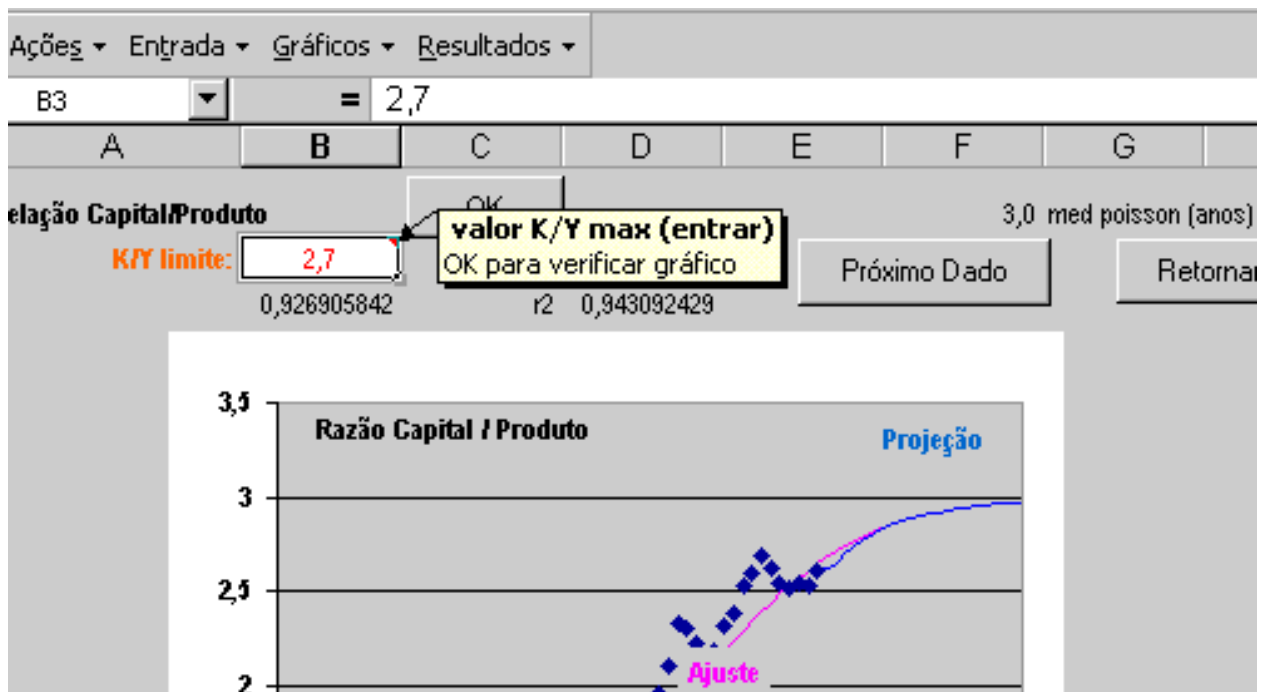 Ações Entrada Gráficos Resultados
B3 = 2,7
A B C D E F G
elação Capital/Produto OK 3,0 med poisson (anos)
K/Y limite: 2,7 valor K/Y max (entrar)
OK para verificar gráfico Próximo Dado Retornar
0,926905842 r2 0,943092429
3,5
Razão Capital / Produto Projeção
3
2,5
Ajuste
2